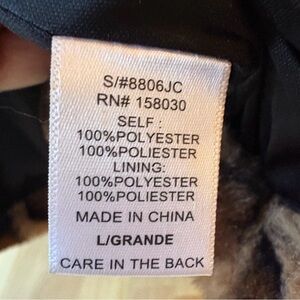 S/#8806JC
RN# 158030
SELF :
100%POLYESTER
100%POLIESTER
LINING:
100%POLYESTER
100%POLIESTER
MADE IN CHINA
L/GRANDE
CARE IN THE BACK